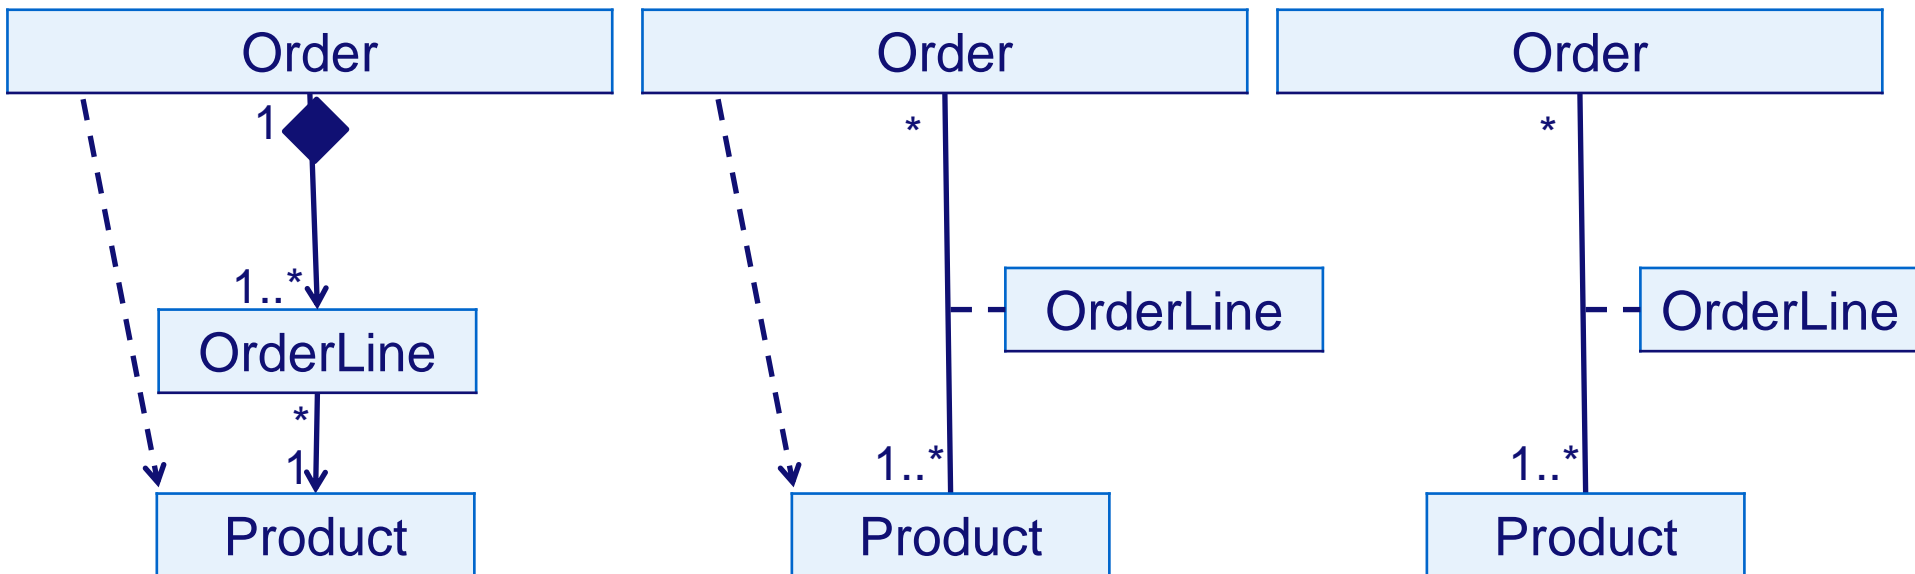 Order
1
1..*
OrderLine
*
1
Product
Order
*
OrderLine
1..*
Product
Order
*
OrderLine
1..*
Product